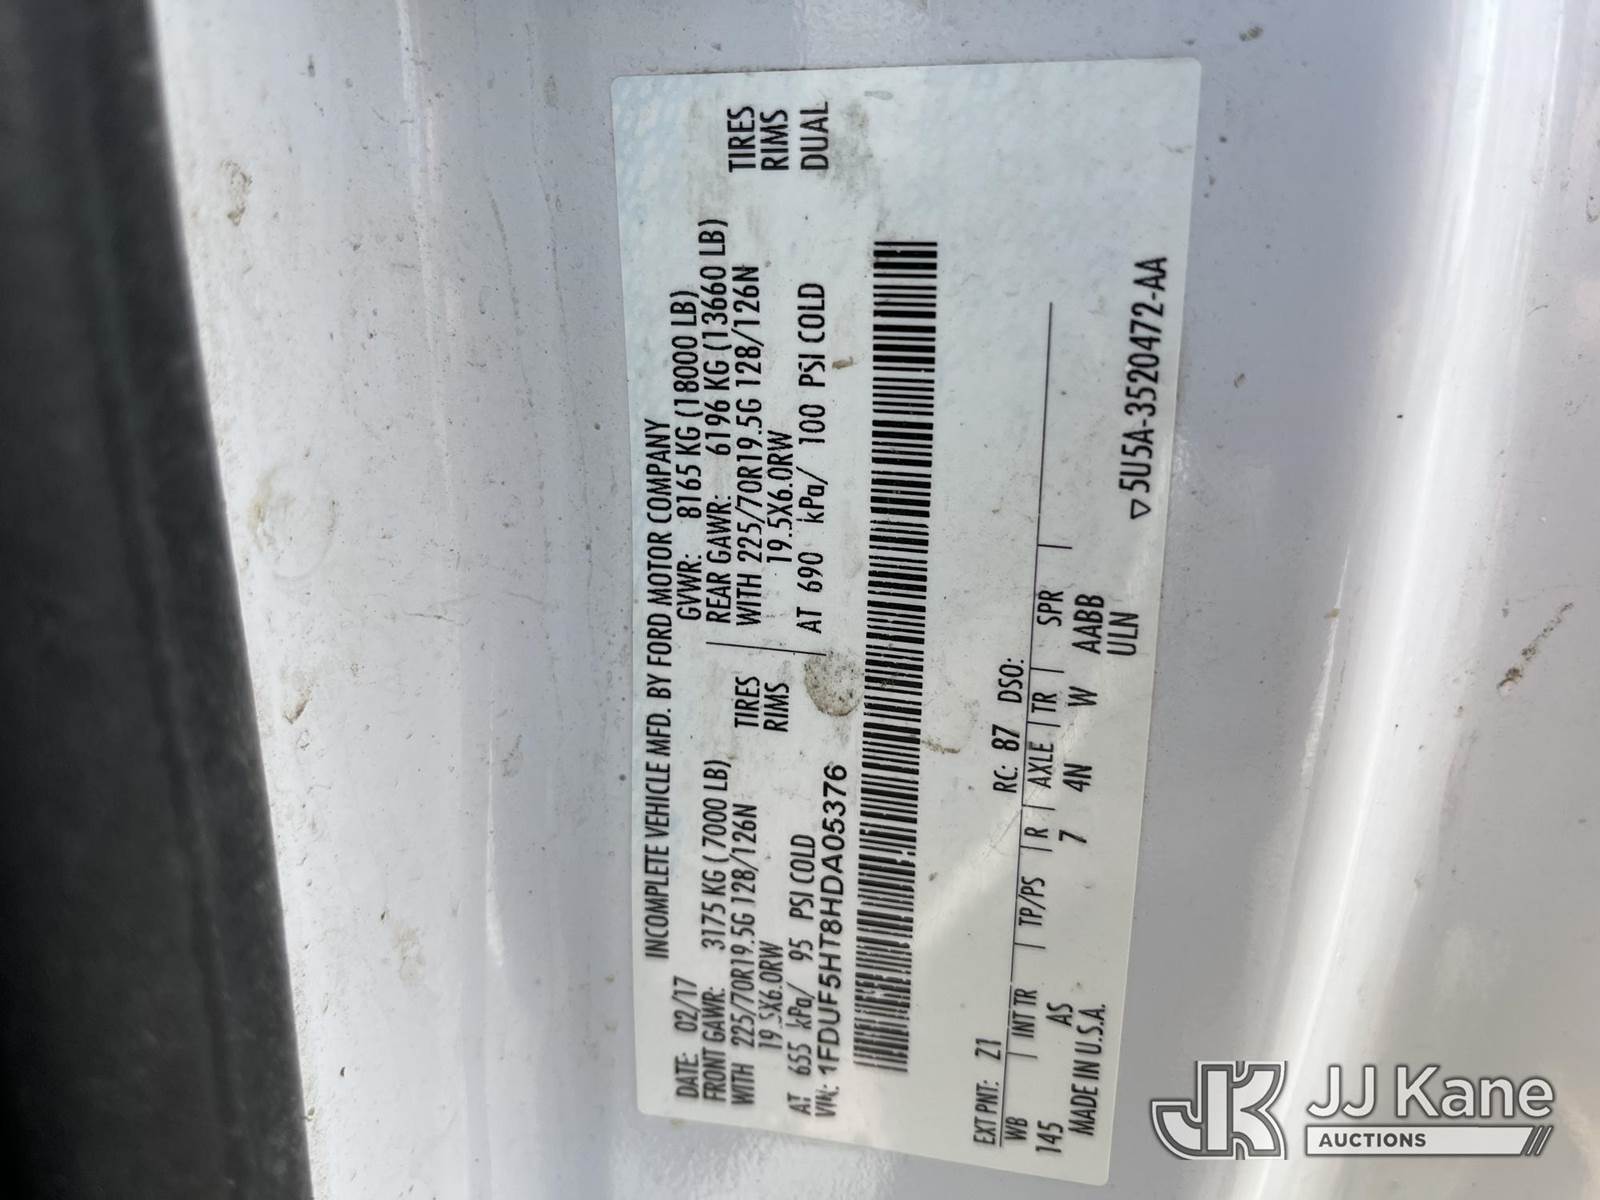 INCOMPLETE VEHICLE MFD. BY FORD MOTOR COMPANY
DATE: 02/17 GVWR: 8165 KG (18000 LB)
FRONT GAWR: 3175 KG (7000 LB) REAR GAWR: 6196 KG (13660 LB)
WITH 225/70R19.5G 128/126N TIRES WITH 225/70R19.5G 128/126N TIRES
19.5X6.0RW RIMS 19.5X6.0RW RIMS
AT 655 kPa/ 95 PSI COLD AT 690 kPa/ 100 PSI COLD DUAL
VIN: 1FDUF5HT8HDA05376
EXT PNT: 21 RC: 87 DSO:
WB | INT TR | TP/PS | R | AXLE | TR | SPR |
145 AS 7 4N W AABB
MADE IN U.S.A. ULN
▽5U5A-3520472-AA
JK JJ Kane
AUCTIONS